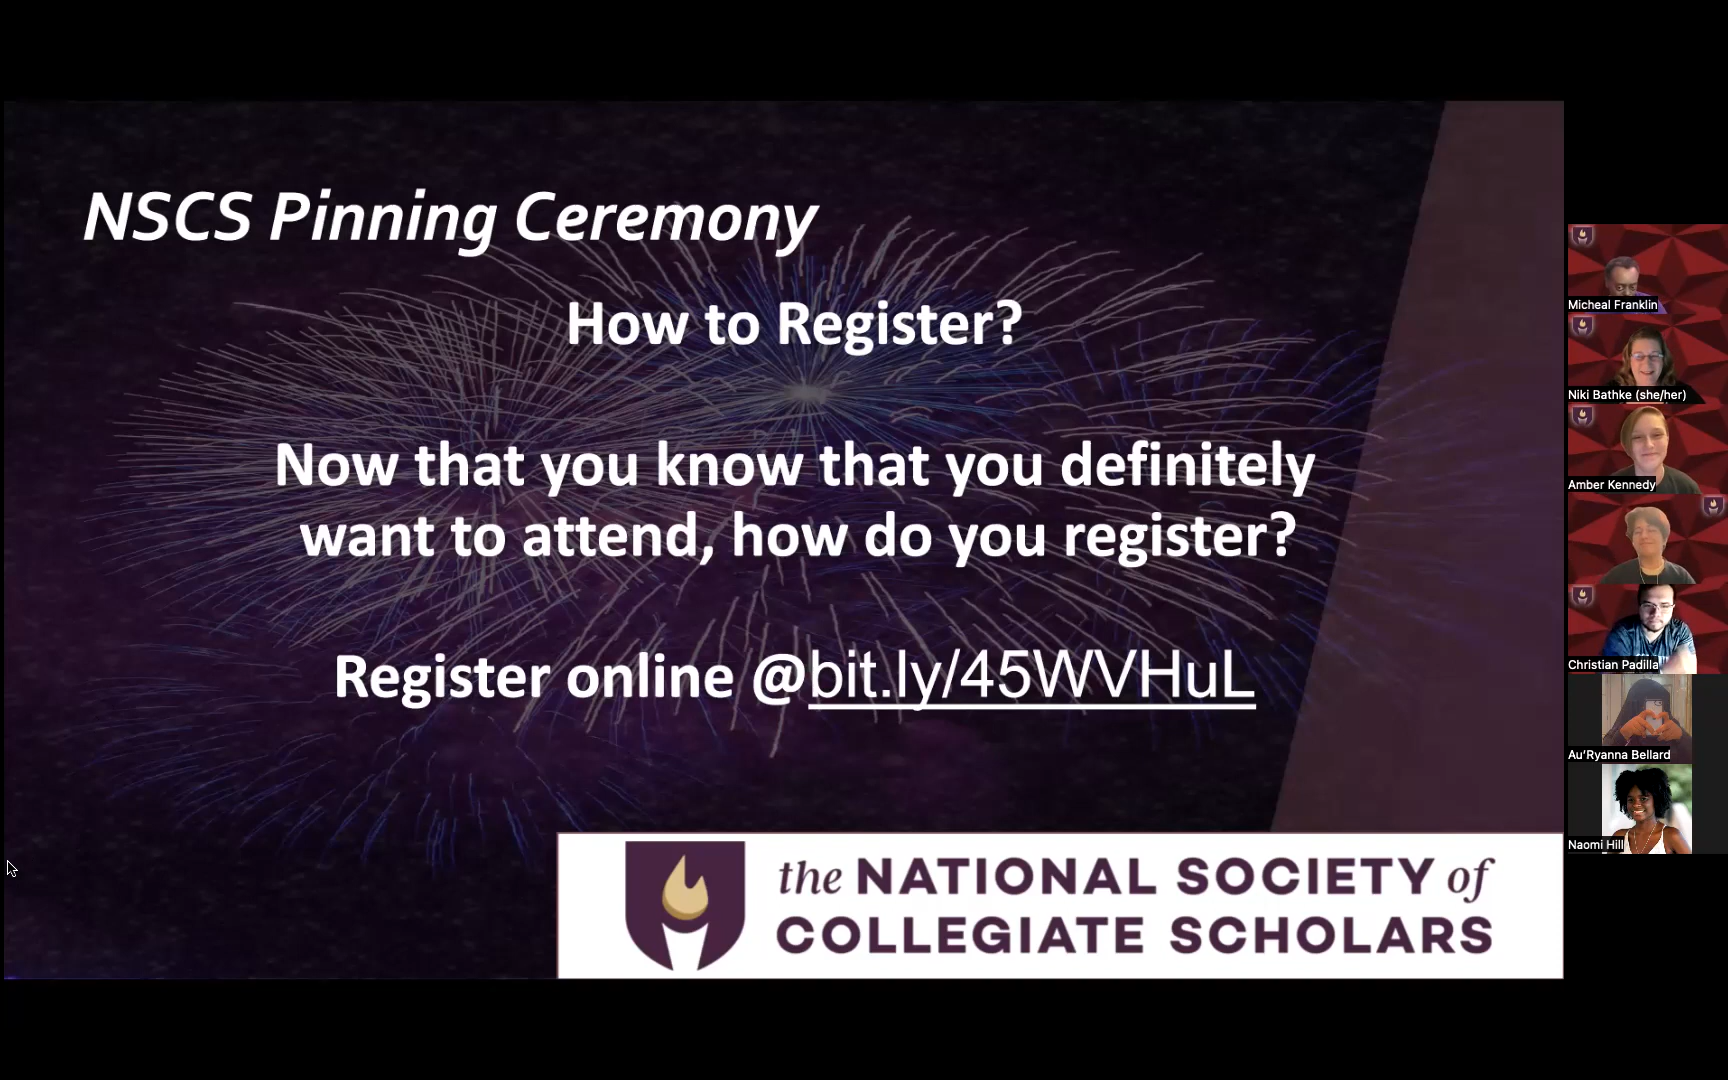 NSCS Pinning Ceremony
How to Register?
Now that you know that you definitely
want to attend, how do you register?
Register online @bit.ly/45WVHuL
the NATIONAL SOCIETY of
COLLEGIATE SCHOLARS
Micheal Franklin
Niki Bathke (she/her)
Amber Kennedy
Christian Padilla
Au'Ryanna Bellard
Naomi Hill